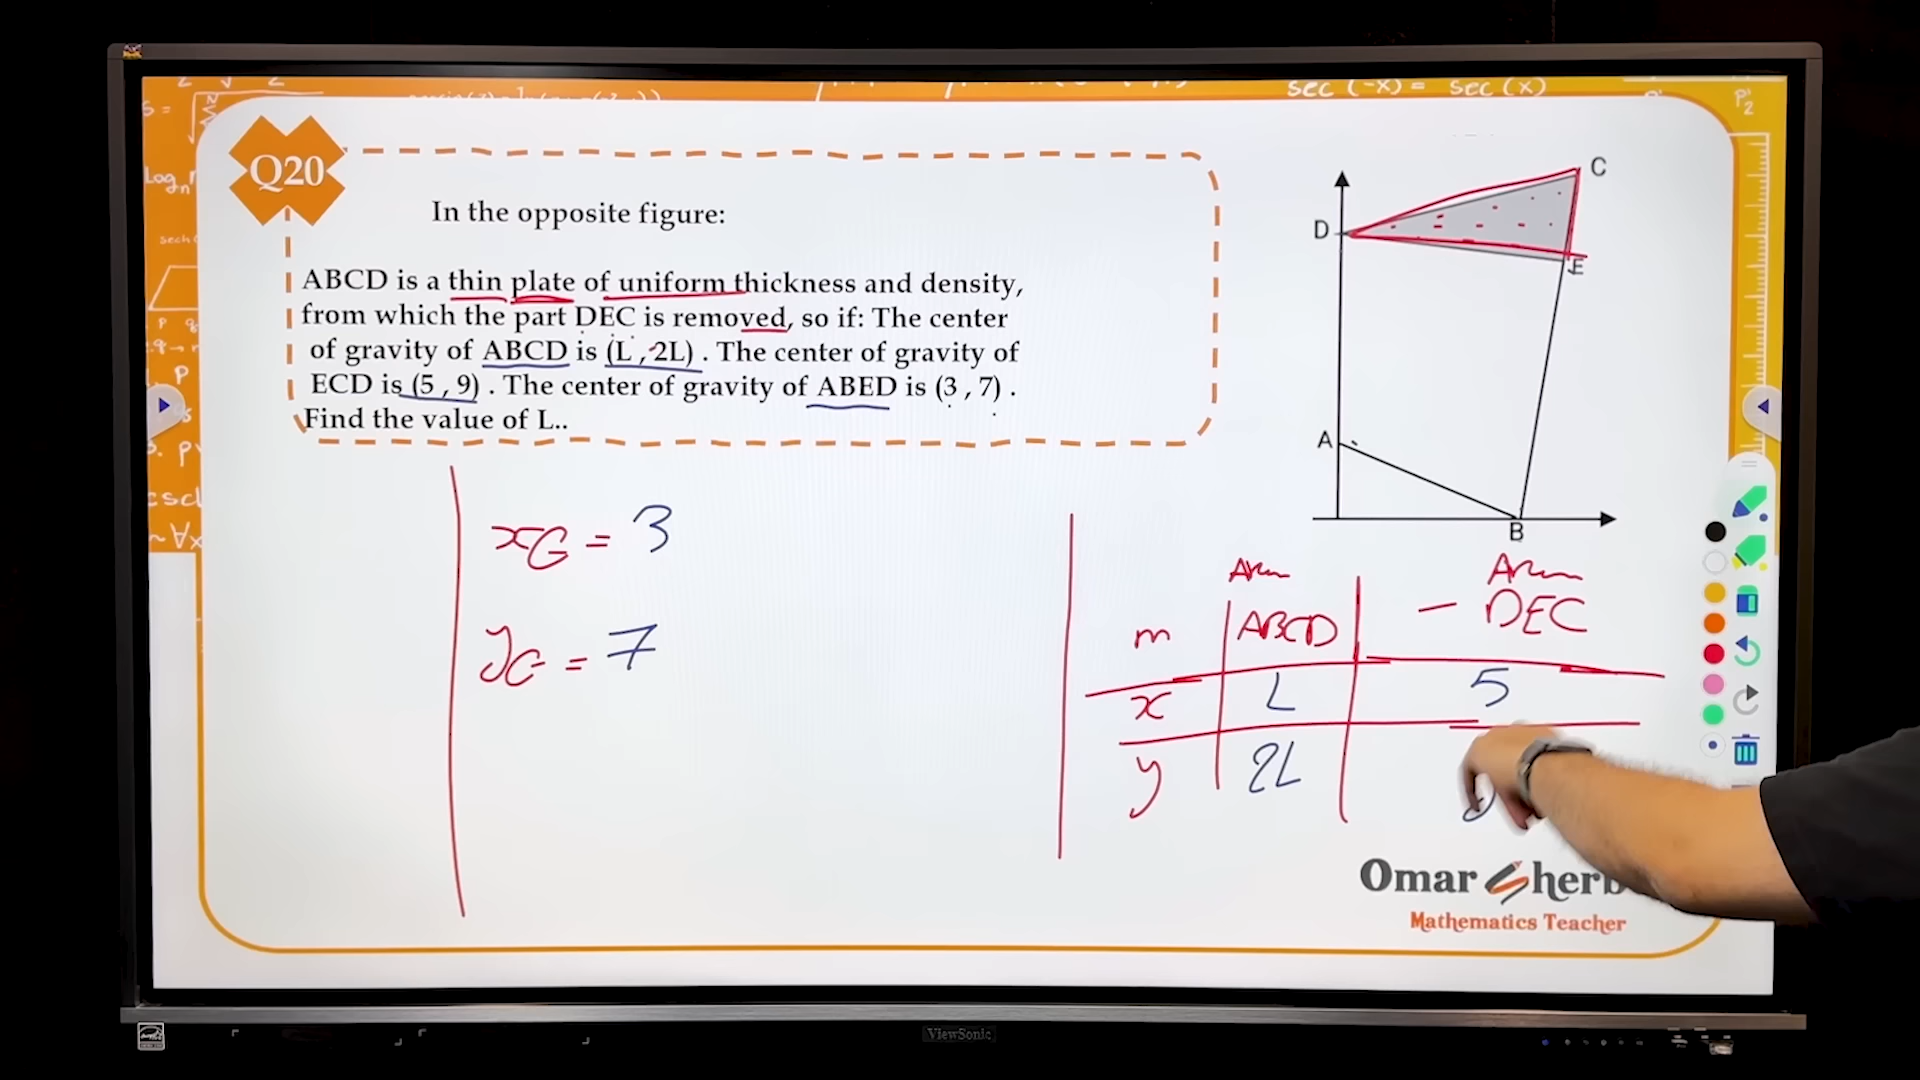 sec (-x) = sec (x)
Q20
In the opposite figure:
ABCD is a thin plate of uniform thickness and density,
from which the part DEC is removed, so if: The center
of gravity of ABCD is (L , 2L) . The center of gravity of
ECD is (5 , 9) . The center of gravity of ABED is (3 , 7) .
Find the value of L..
C
D
E
A
B
xG = 3
yG = 7
m ABCD - DEC
x L 5
y 2L
Omar Sherb
Mathematics Teacher
ViewSonic